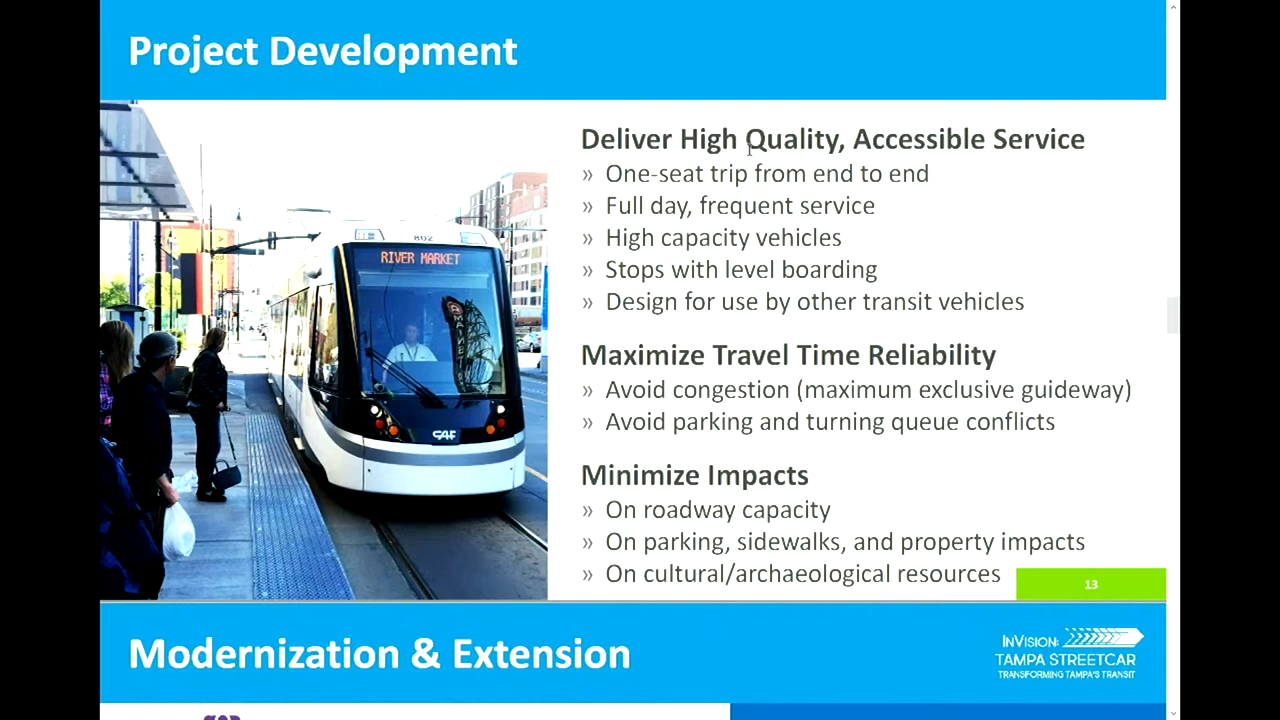 Project Development
Deliver High Quality, Accessible Service
» One-seat trip from end to end
» Full day, frequent service
» High capacity vehicles
» Stops with level boarding
» Design for use by other transit vehicles
802
RIVER MARKET
CAF
Maximize Travel Time Reliability
» Avoid congestion (maximum exclusive guideway)
» Avoid parking and turning queue conflicts
Minimize Impacts
» On roadway capacity
» On parking, sidewalks, and property impacts
» On cultural/archaeological resources
13
Modernization & Extension
INVISION:
TAMPA STREETCAR
TRANSFORMING TAMPA'S TRANSIT